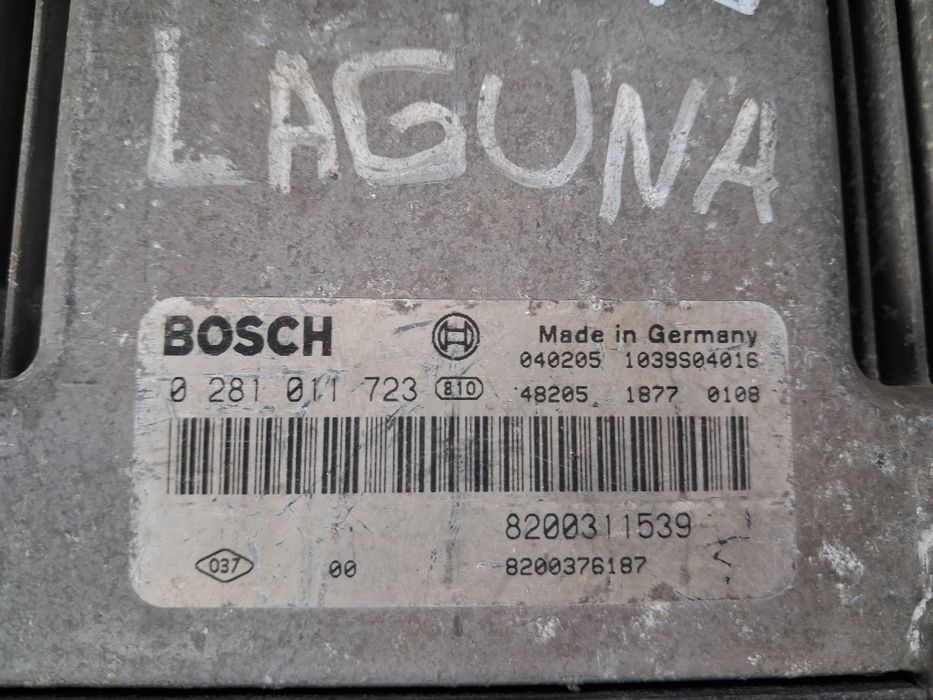 LAGUNA
BOSCH Made in Germany
040205 1039S04016
0 281 011 723 810 48205 1877 0108
8200311539
037 00 8200376187